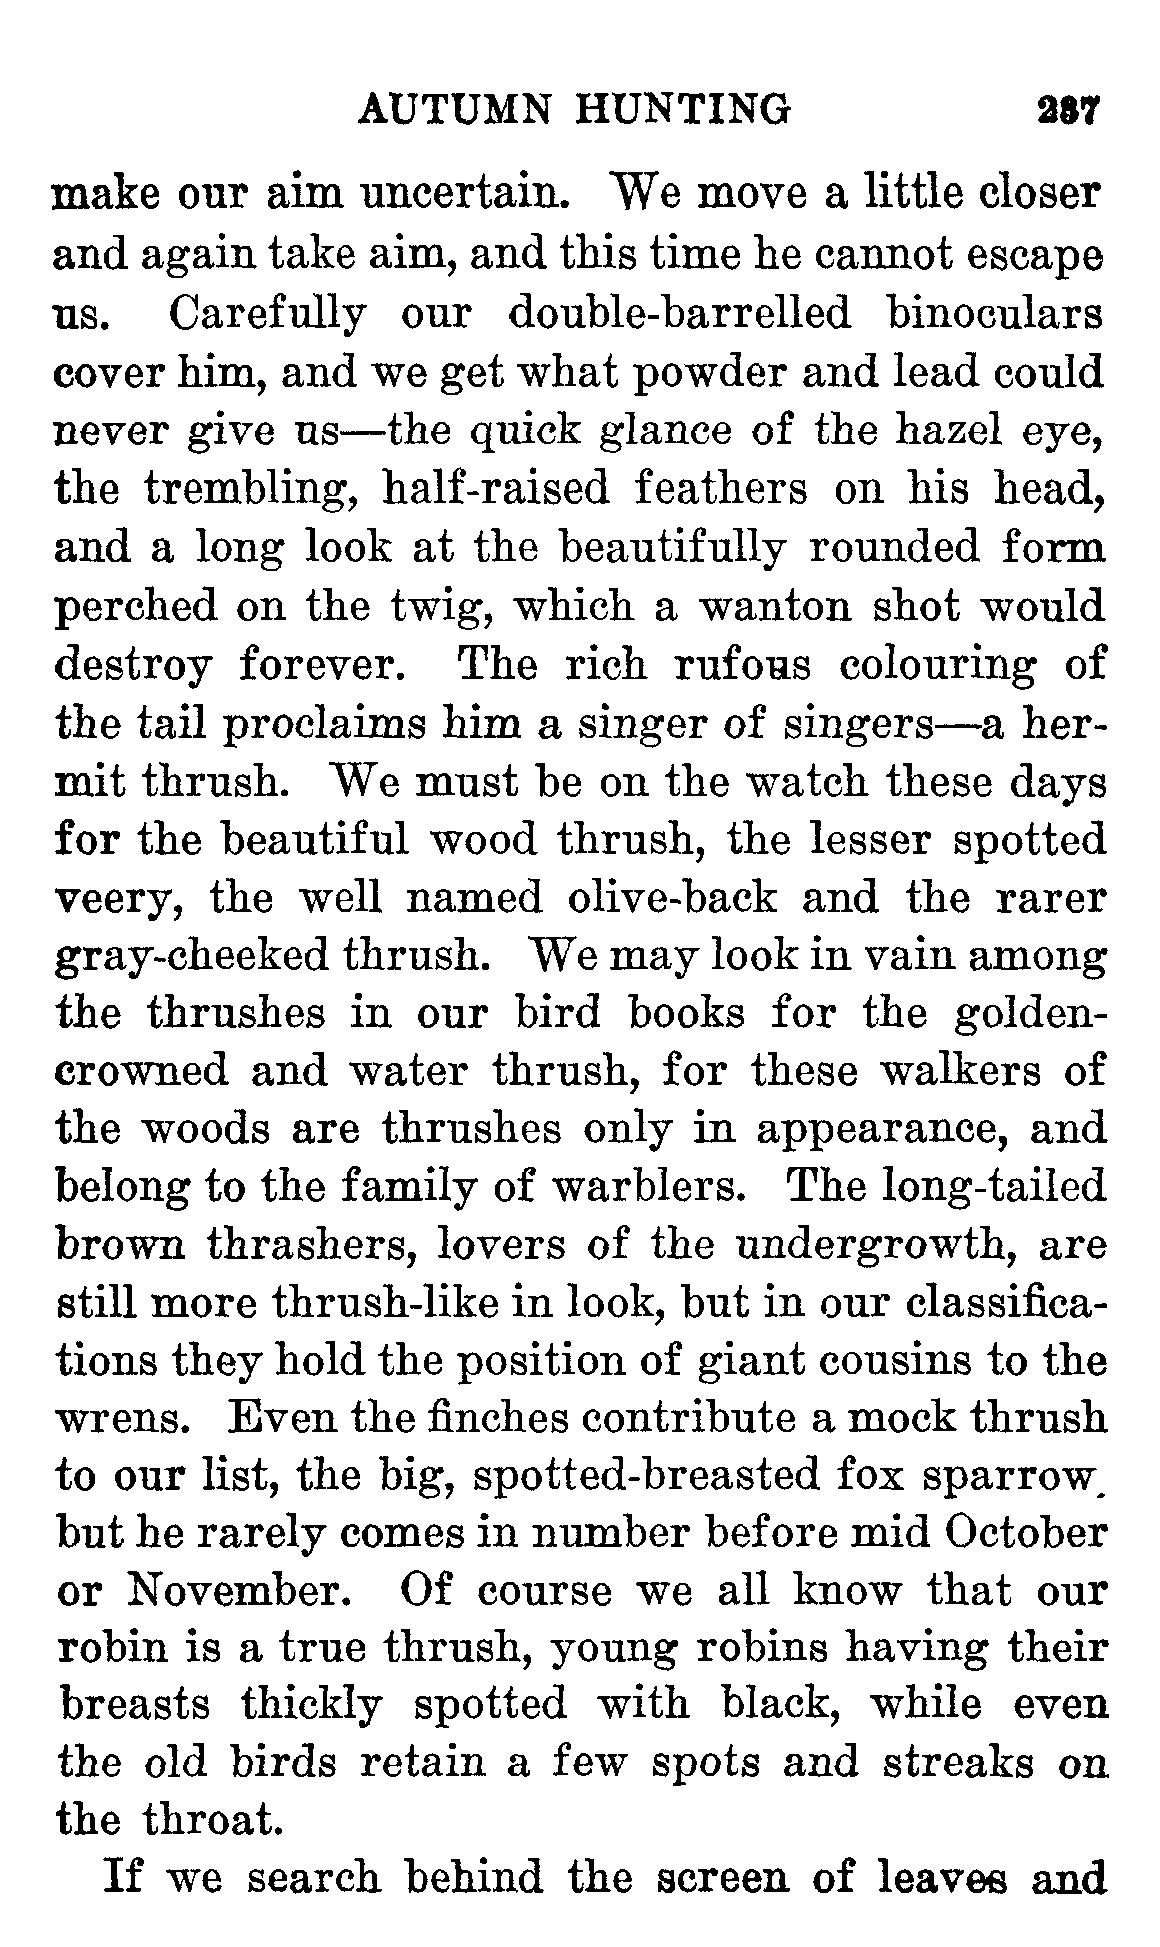 AUTUMN HUNTING 287
make our aim uncertain. We move a little closer
and again take aim, and this time he cannot escape
us. Carefully our double-barrelled binoculars
cover him, and we get what powder and lead could
never give us—the quick glance of the hazel eye,
the trembling, half-raised feathers on his head,
and a long look at the beautifully rounded form
perched on the twig, which a wanton shot would
destroy forever. The rich rufous colouring of
the tail proclaims him a singer of singers—a her-
mit thrush. We must be on the watch these days
for the beautiful wood thrush, the lesser spotted
veery, the well named olive-back and the rarer
gray-cheeked thrush. We may look in vain among
the thrushes in our bird books for the golden-
crowned and water thrush, for these walkers of
the woods are thrushes only in appearance, and
belong to the family of warblers. The long-tailed
brown thrashers, lovers of the undergrowth, are
still more thrush-like in look, but in our classifica-
tions they hold the position of giant cousins to the
wrens. Even the finches contribute a mock thrush
to our list, the big, spotted-breasted fox sparrow.
but he rarely comes in number before mid October
or November. Of course we all know that our
robin is a true thrush, young robins having their
breasts thickly spotted with black, while even
the old birds retain a few spots and streaks on
the throat.
If we search behind the screen of leaves and